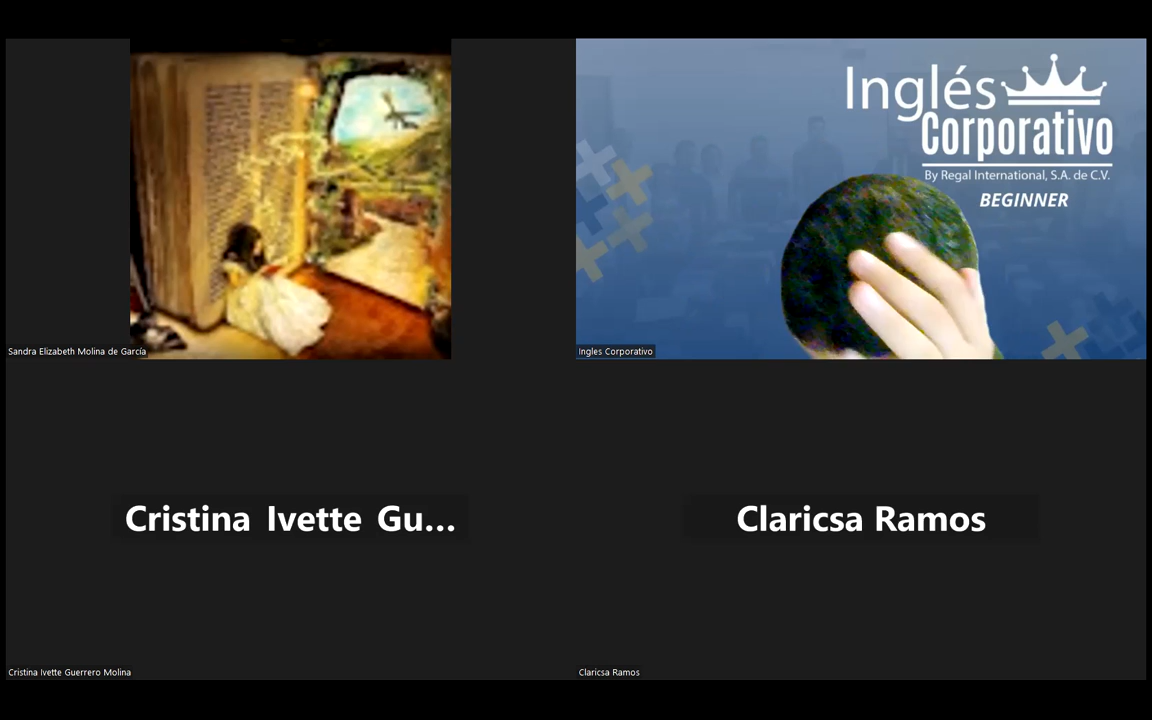 Inglés
Corporativo
By Regal International, S.A. de C.V.
BEGINNER
Sandra Elizabeth Molina de García
Ingles Corporativo
Cristina Ivette Gu...
Claricsa Ramos
Cristina Ivette Guerrero Molina
Claricsa Ramos